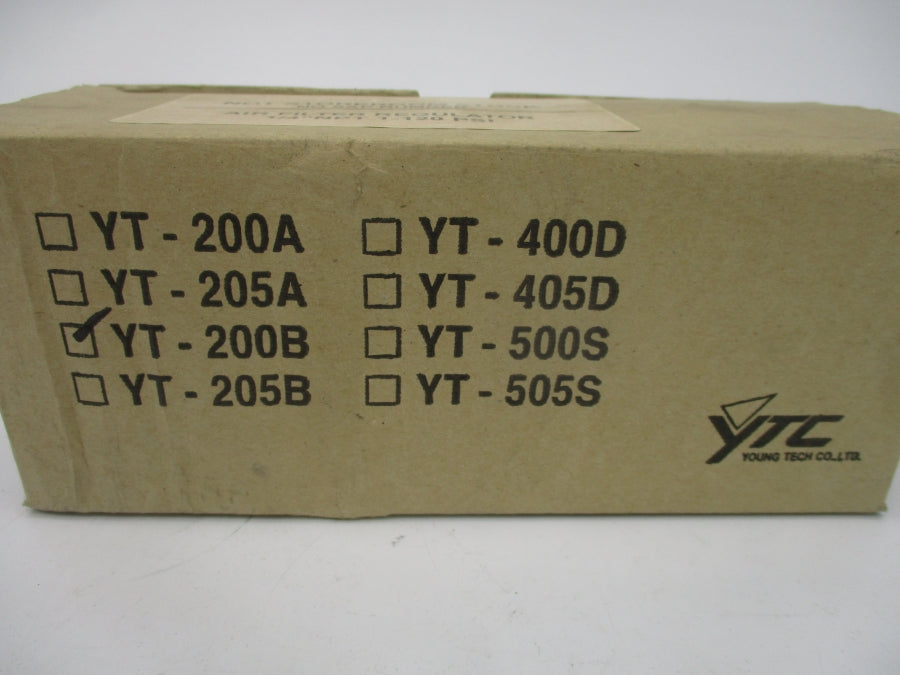 AIR FILTER REGULATOR
YT - 200A
YT - 205A
YT - 200B
YT - 205B
YT - 400D
YT - 405D
YT - 500S
YT - 505S
YTC
YOUNG TECH CO.,LTD.